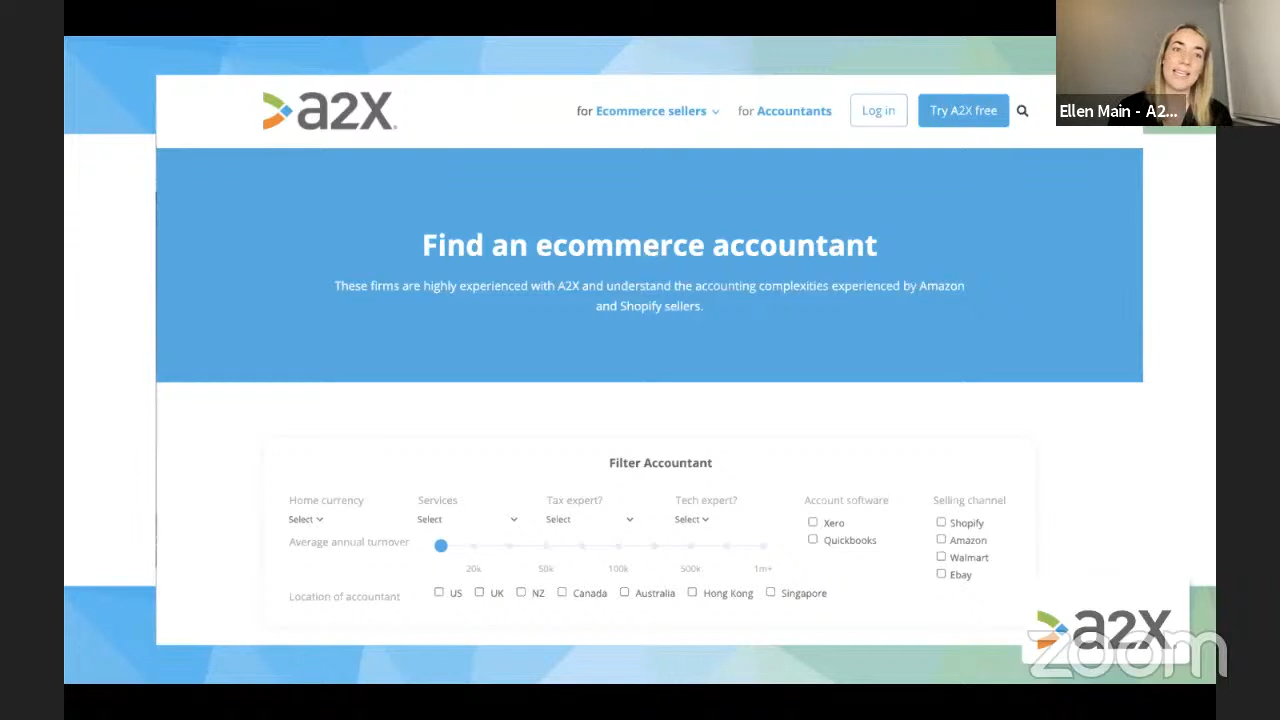 a2x
for Ecommerce sellers
for Accountants
Log in
Try A2X free
Ellen Main - A2...
Find an ecommerce accountant
These firms are highly experienced with A2X and understand the accounting complexities experienced by Amazon
and Shopify sellers.
Filter Accountant
Home currency
Services
Tax expert?
Tech expert?
Account software
Selling channel
Select
Select
Select
Select
Xero
Shopify
Quickbooks
Amazon
Average annual turnover
Walmart
20k
50k
100k
500k
1m+
Ebay
Location of accountant
US
UK
NZ
Canada
Australia
Hong Kong
Singapore
a2x
zoom